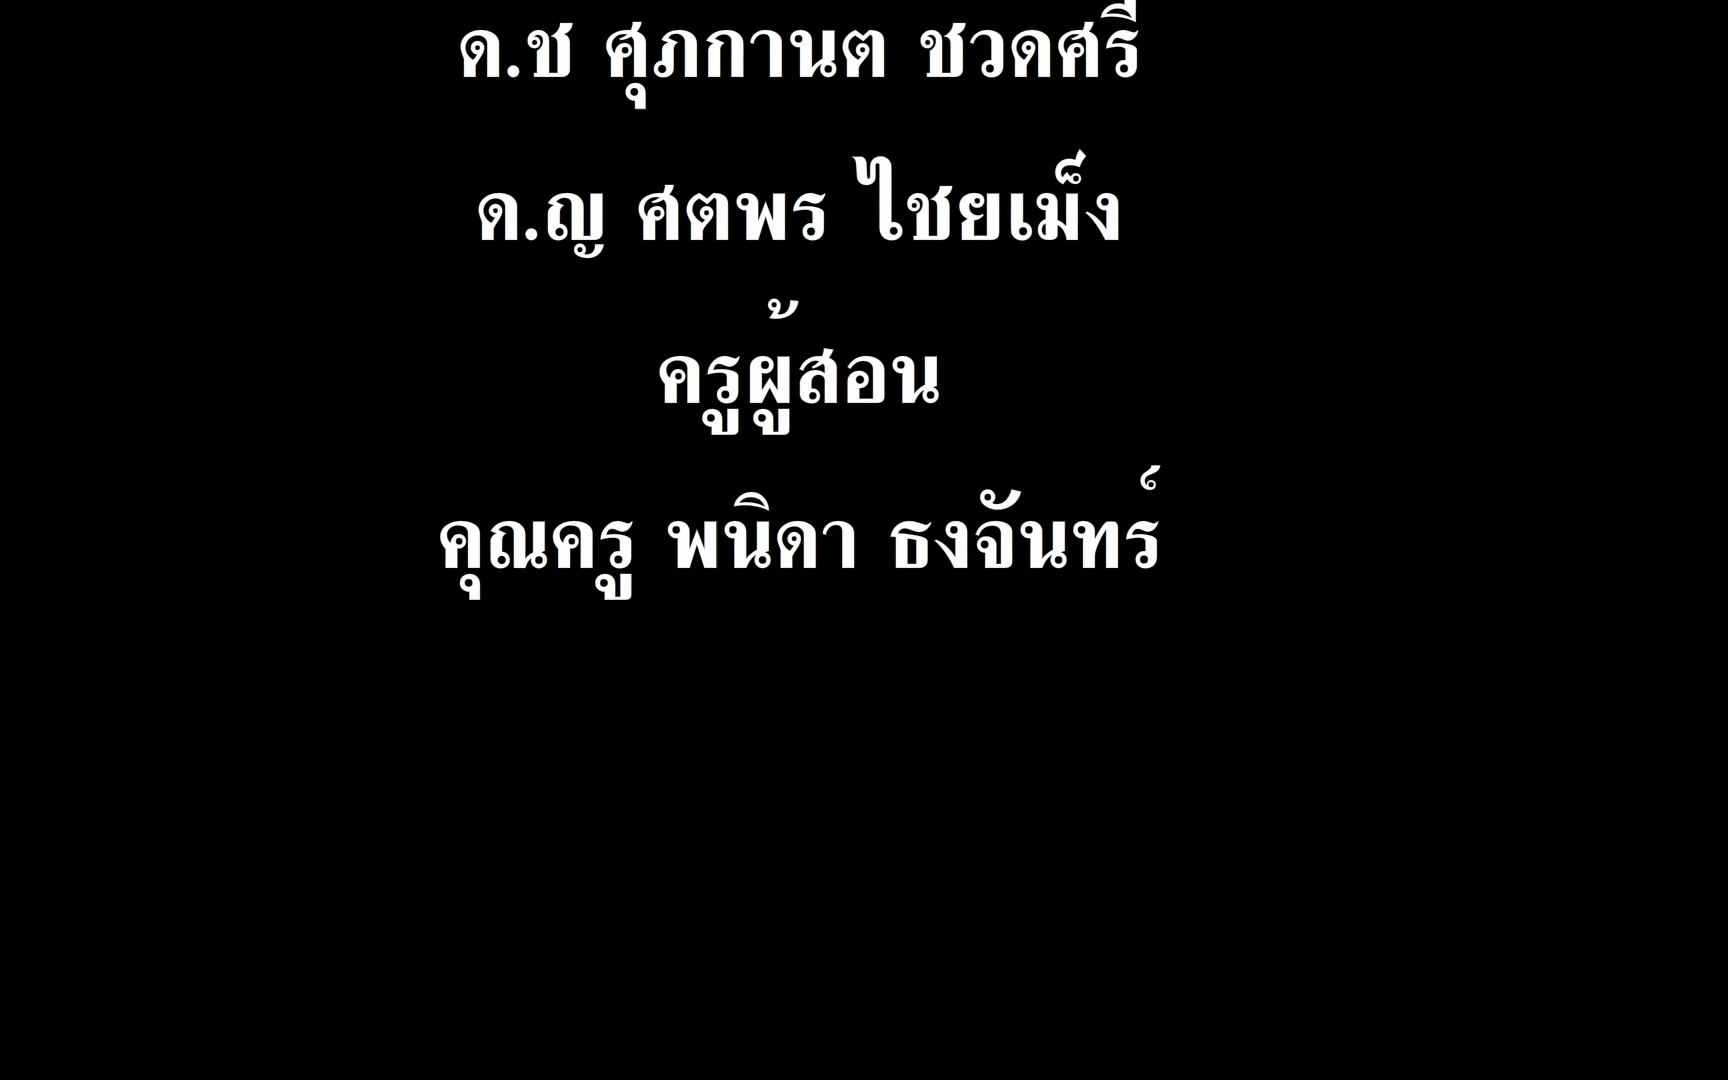 ด.ช ศุภกานต ชวดศรี
ด.ญ ศตพร ไชยเม็ง
ครูผู้สอน
คุณครู พนิดา ธงจันทร์